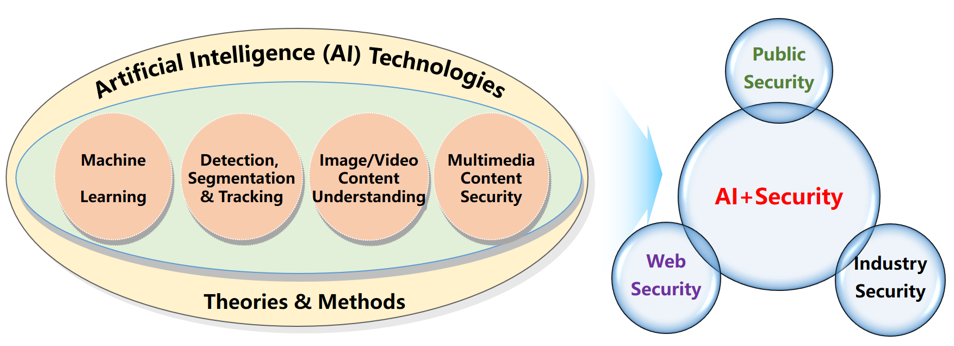 Artificial Intelligence (AI) Technologies
Machine
Learning
Detection,
Segmentation
& Tracking
Image/Video
Content
Understanding
Multimedia
Content
Security
Theories & Methods
Public
Security
AI+Security
Web
Security
Industry
Security